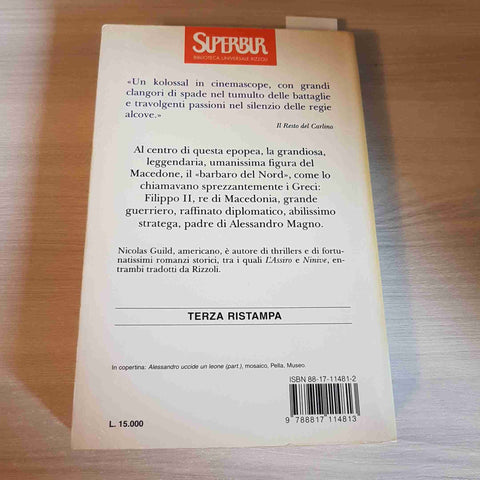 SUPERBUR
BIBLIOTECA UNIVERSALE RIZZOLI
«Un kolossal in cinemascope, con grandi
clangori di spade nel tumulto delle battaglie
e travolgenti passioni nel silenzio delle regie
alcove.»
Il Resto del Carlino
Al centro di questa epopea, la grandiosa,
leggendaria, umanissima figura del
Macedone, il «barbaro del Nord», come lo
chiamavano sprezzantemente i Greci:
Filippo II, re di Macedonia, grande
guerriero, raffinato diplomatico, abilissimo
stratega, padre di Alessandro Magno.
Nicolas Guild, americano, è autore di thrillers e di fortu-
natissimi romanzi storici, tra i quali L'Assiro e Ninive, en-
trambi tradotti da Rizzoli.
TERZA RISTAMPA
In copertina: Alessandro uccide un leone (part.), mosaico, Pella, Museo.
ISBN 88-17-11481-2
9 788817 114813
L. 15.000